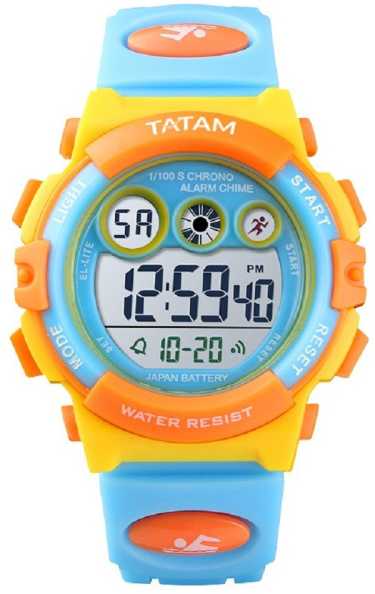 TATAM
1/100 S CHRONO
ALARM CHIME
LIGHT
START
EL-LITE
START
SA
PM
12:59 40
10-20
MODE
SET
RESET
RESET
JAPAN BATTERY
WATER RESIST